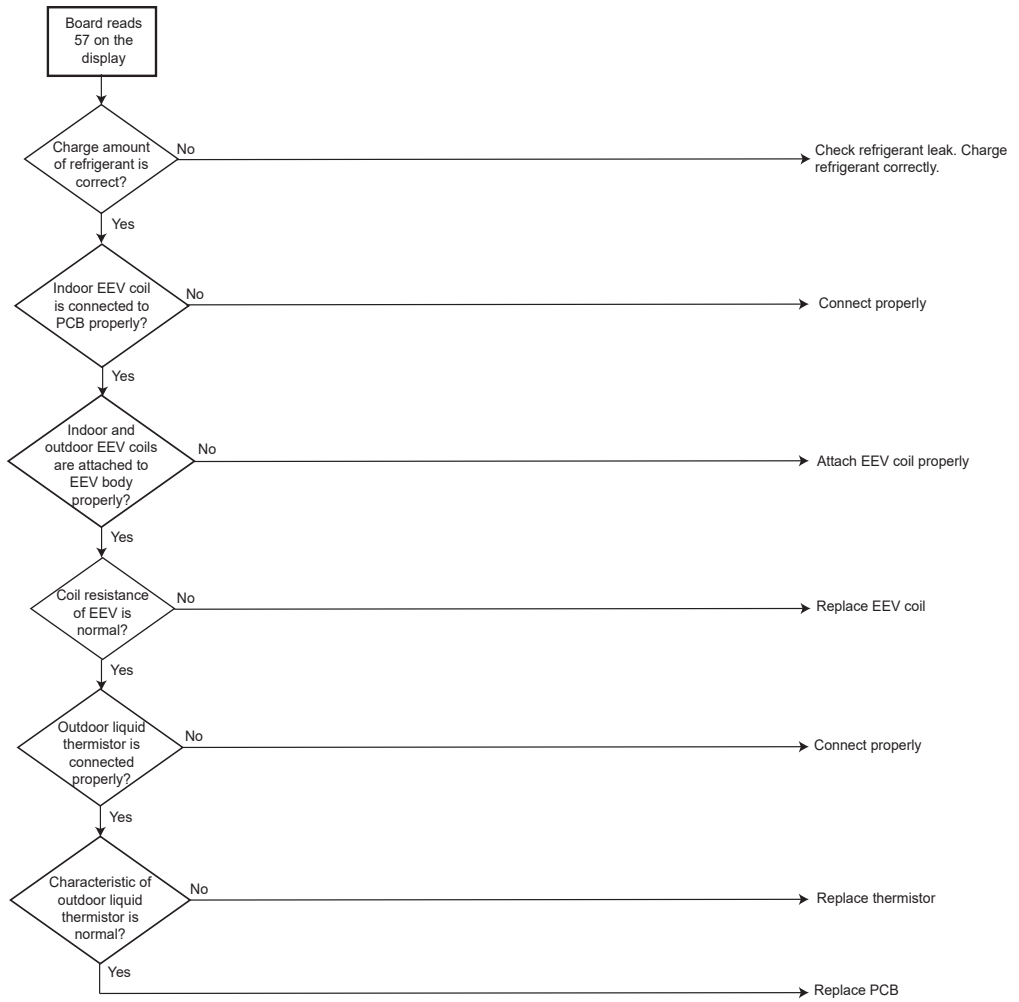 Board reads
57 on the
display
Charge amount
of refrigerant is
correct?
No
Check refrigerant leak. Charge
refrigerant correctly.
Yes
Indoor EEV coil
is connected to
PCB properly?
No
Connect properly
Yes
Indoor and
outdoor EEV coils
are attached to
EEV body
properly?
No
Attach EEV coil properly
Yes
Coil resistance
of EEV is
normal?
No
Replace EEV coil
Yes
Outdoor liquid
thermistor is
connected
properly?
No
Connect properly
Yes
Characteristic of
outdoor liquid
thermistor is
normal?
No
Replace thermistor
Yes
Replace PCB